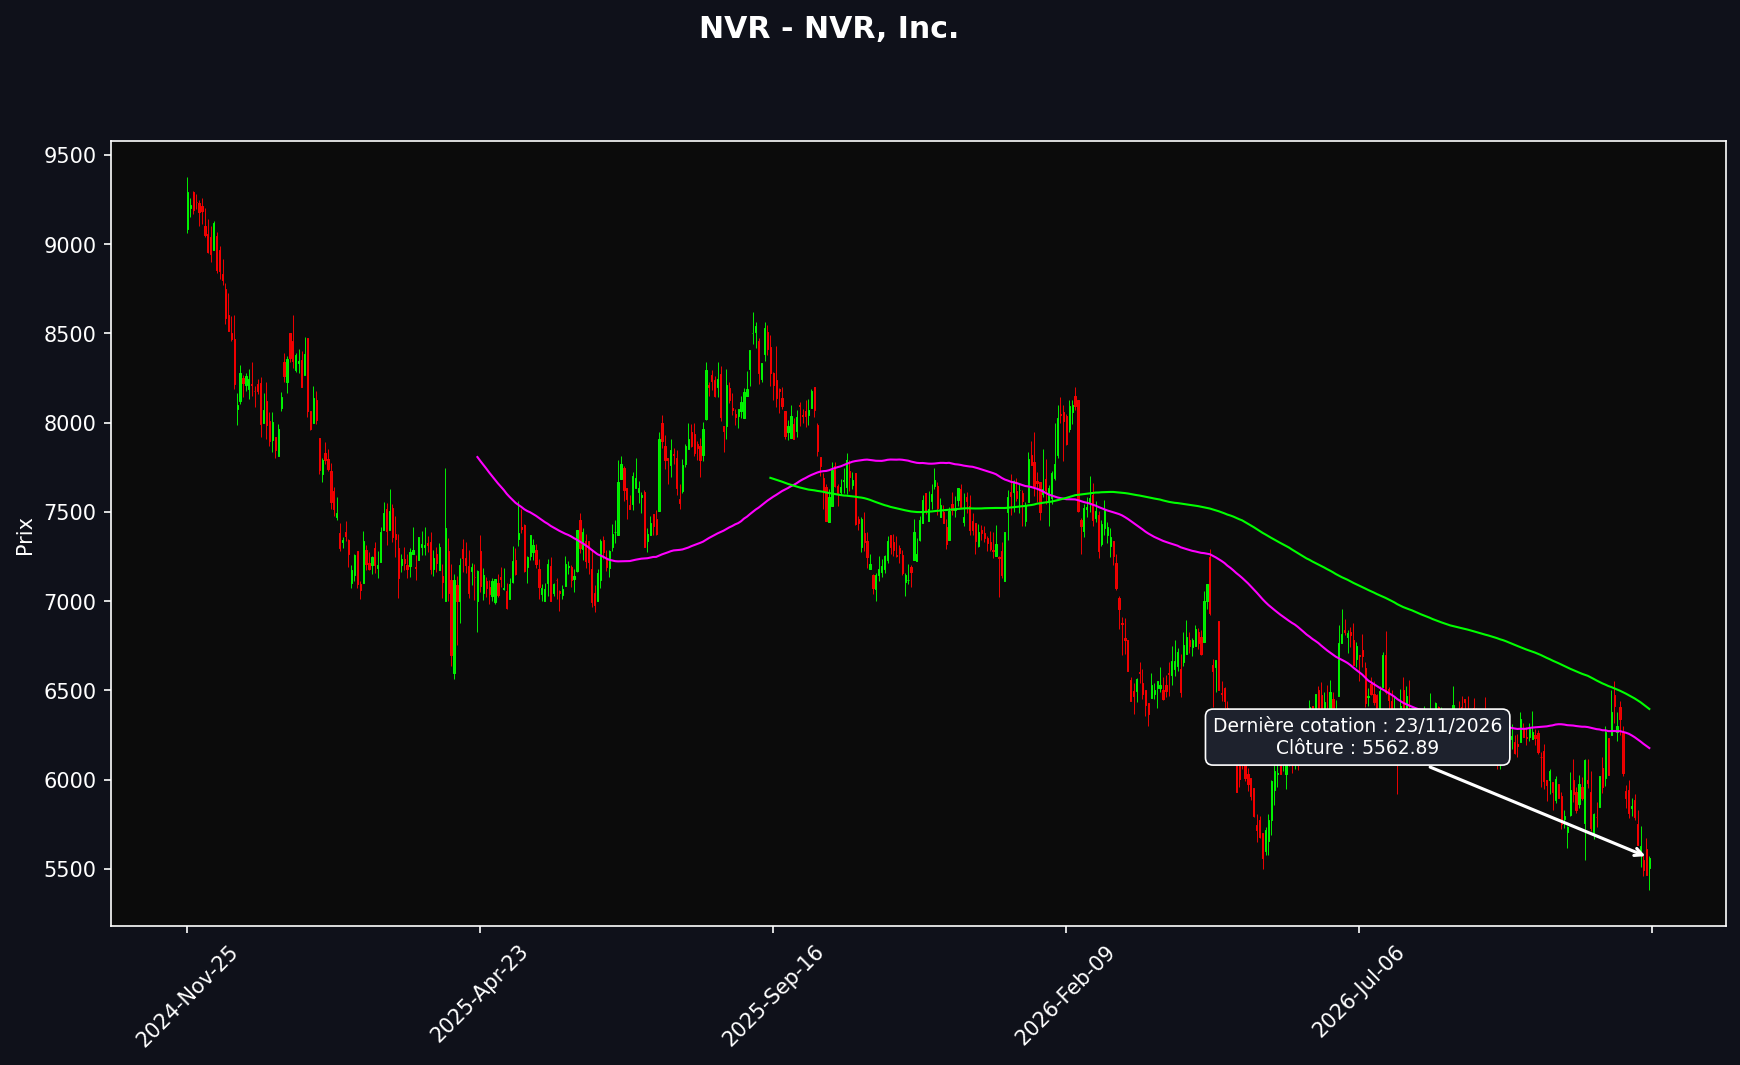 NVR - NVR, Inc.
9500
9000
8500
8000
7500
7000
6500
6000
5500
Prix
Dernière cotation : 23/11/2026
Clôture : 5562.89
2024-Nov-25
2025-Apr-23
2025-Sep-16
2026-Feb-09
2026-Jul-06